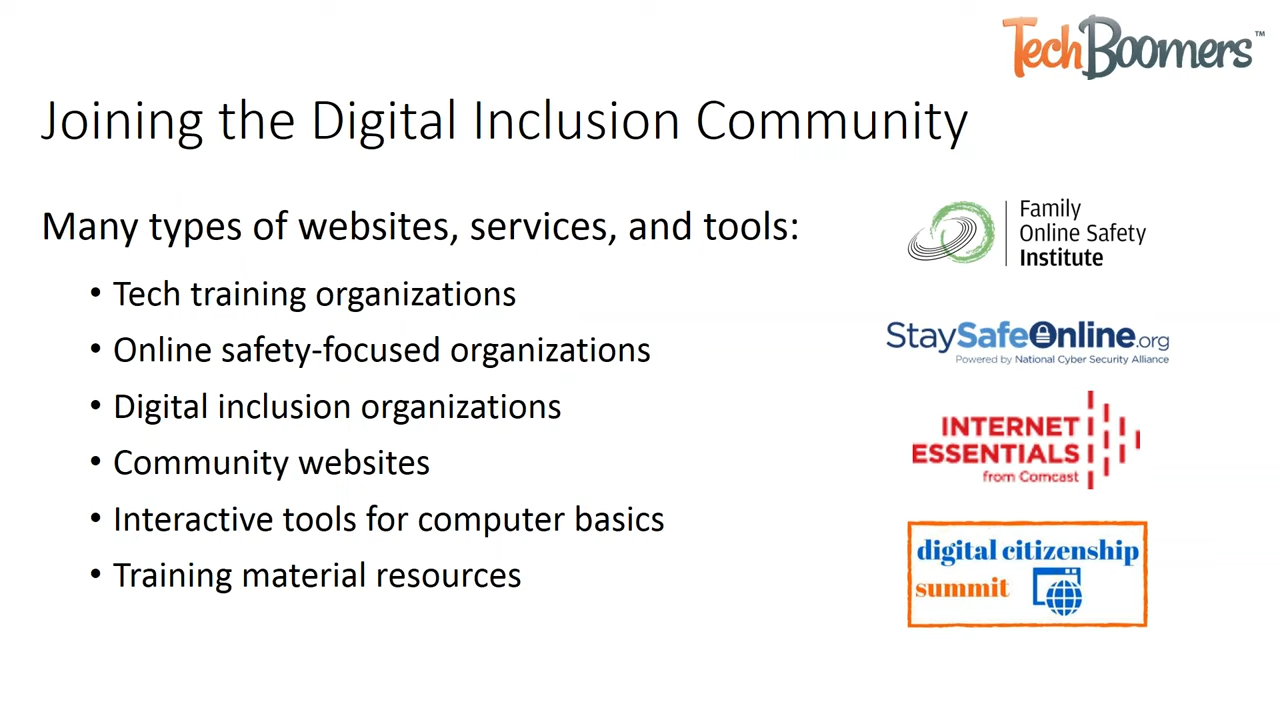 TechBoomers™
Joining the Digital Inclusion Community
Many types of websites, services, and tools:
• Tech training organizations
• Online safety-focused organizations
• Digital inclusion organizations
• Community websites
• Interactive tools for computer basics
• Training material resources
Family
Online Safety
Institute
StaySafeOnline.org
Powered by National Cyber Security Alliance
INTERNET
ESSENTIALS
from Comcast
digital citizenship
summit